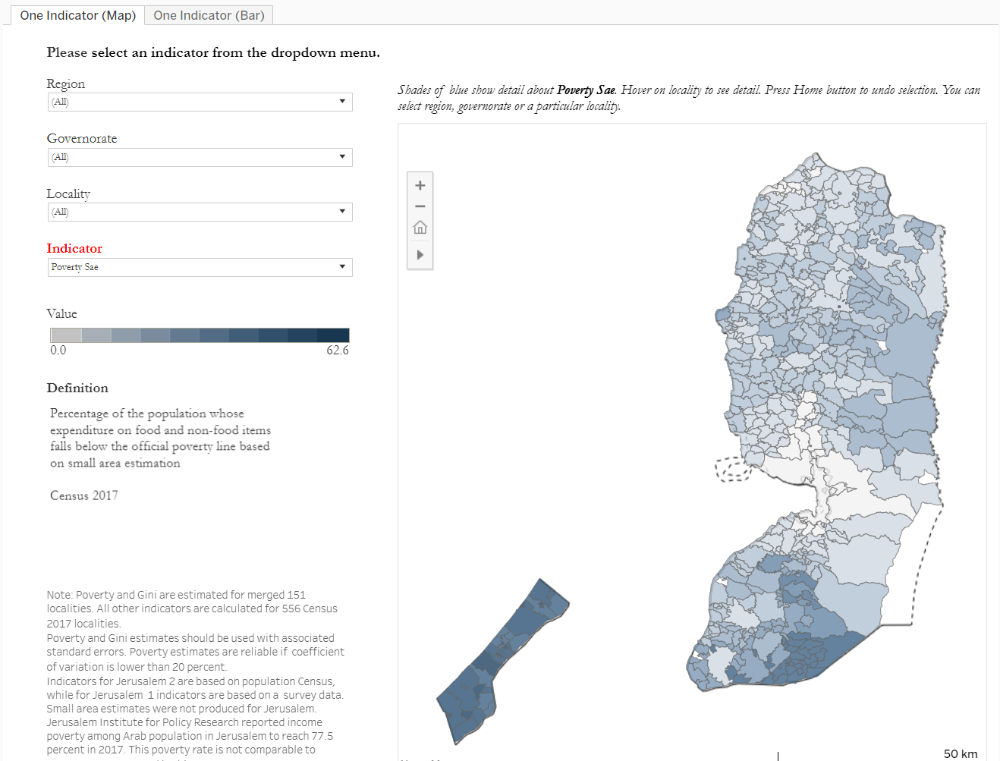 One Indicator (Map) One Indicator (Bar)
Please select an indicator from the dropdown menu.
Region
(All)
Governorate
(All)
Locality
(All)
Indicator
Poverty Sae
Value
0.0 62.6
Definition
Percentage of the population whose
expenditure on food and non-food items
falls below the official poverty line based
on small area estimation
Census 2017
Note: Poverty and Gini are estimated for merged 151
localities. All other indicators are calculated for 556 Census
2017 localities.
Poverty and Gini estimates should be used with associated
standard errors. Poverty estimates are reliable if coefficient
of variation is lower than 20 percent.
Indicators for Jerusalem 2 are based on population Census,
while for Jerusalem 1 indicators are based on a survey data.
Small area estimates were not produced for Jerusalem.
Jerusalem Institute for Policy Research reported income
poverty among Arab population in Jerusalem to reach 77.5
percent in 2017. This poverty rate is not comparable to
Shades of blue show detail about Poverty Sae. Hover on locality to see detail. Press Home button to undo selection. You can
select region, governorate or a particular locality.
+
−
50 km